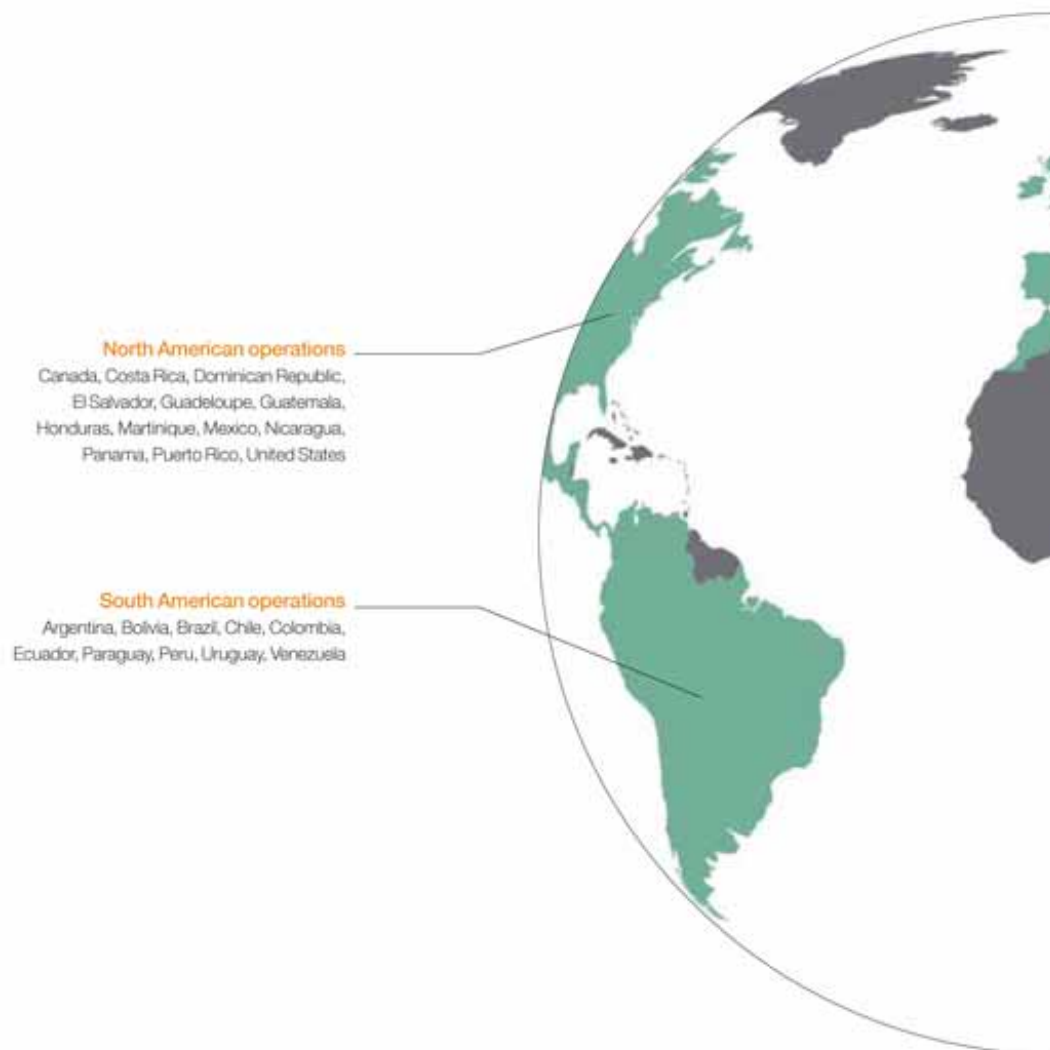 North American operations
Canada, Costa Rica, Dominican Republic,
El Salvador, Guadeloupe, Guatemala,
Honduras, Martinique, Mexico, Nicaragua,
Panama, Puerto Rico, United States
South American operations
Argentina, Bolivia, Brazil, Chile, Colombia,
Ecuador, Paraguay, Peru, Uruguay, Venezuela